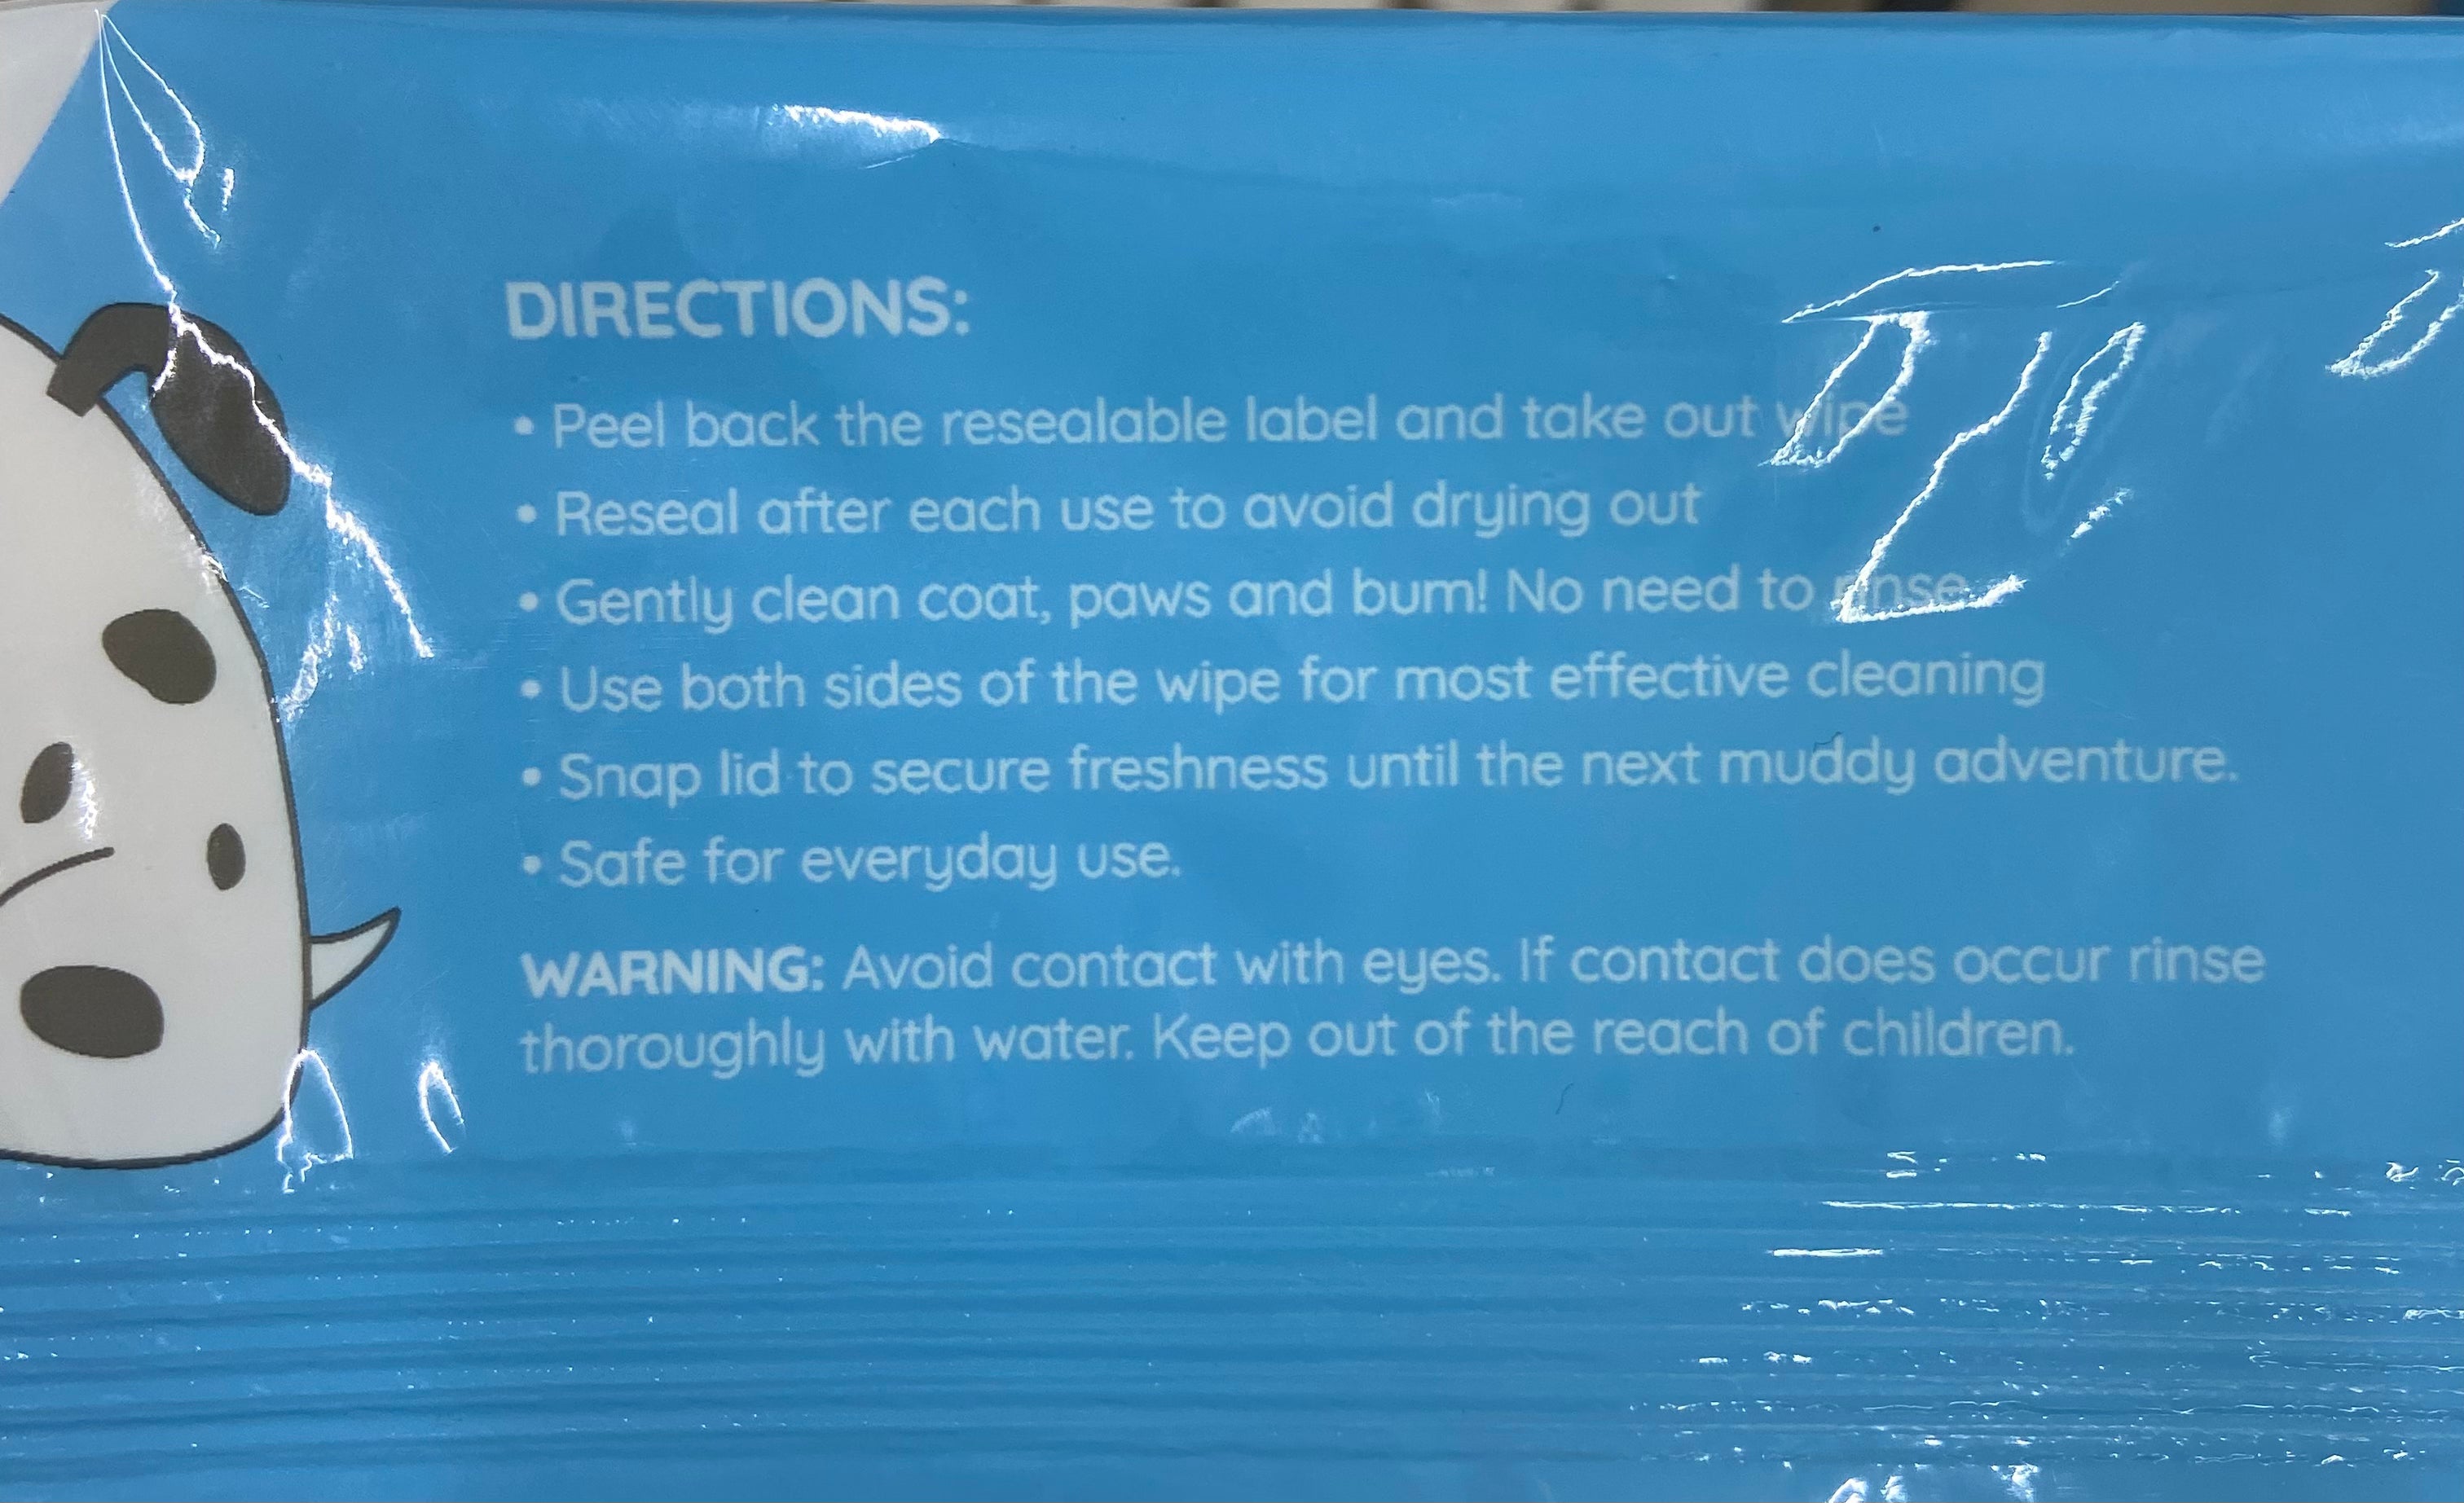 DIRECTIONS:
• Peel back the resealable label and take out wipe
• Reseal after each use to avoid drying out
• Gently clean coat, paws and bum! No need to rinse
• Use both sides of the wipe for most effective cleaning
• Snap lid to secure freshness until the next muddy adventure.
• Safe for everyday use.
WARNING: Avoid contact with eyes. If contact does occur rinse
thoroughly with water. Keep out of the reach of children.